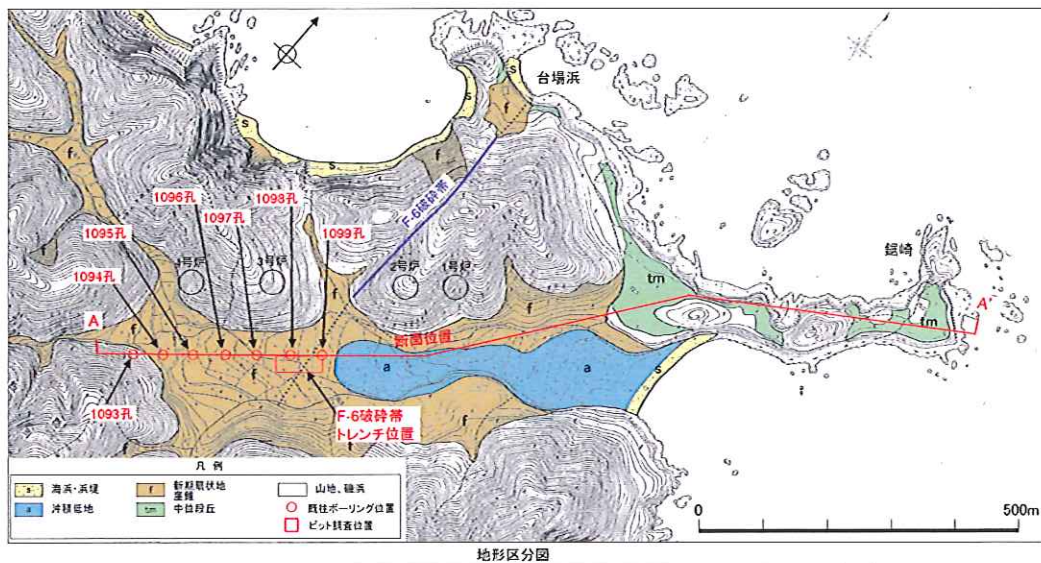 台場浜
鋸崎
F-6破砕帯
1096孔
1098孔
1097孔
1099孔
1095孔
1094孔
1093孔
4号炉
3号炉
2号炉
1号炉
A
A'
断面位置
F-6破砕帯
トレンチ位置
s
s
s
s
s
f
f
f
f
f
f
f
f
f
f
a
a
tm
tm
凡例
s 海浜・浜堤
f 新期扇状地
崖錐
山地、磯浜
a 沖積低地
tm 中位段丘
既往ボーリング位置
ピット調査位置
0
500m
地形区分図